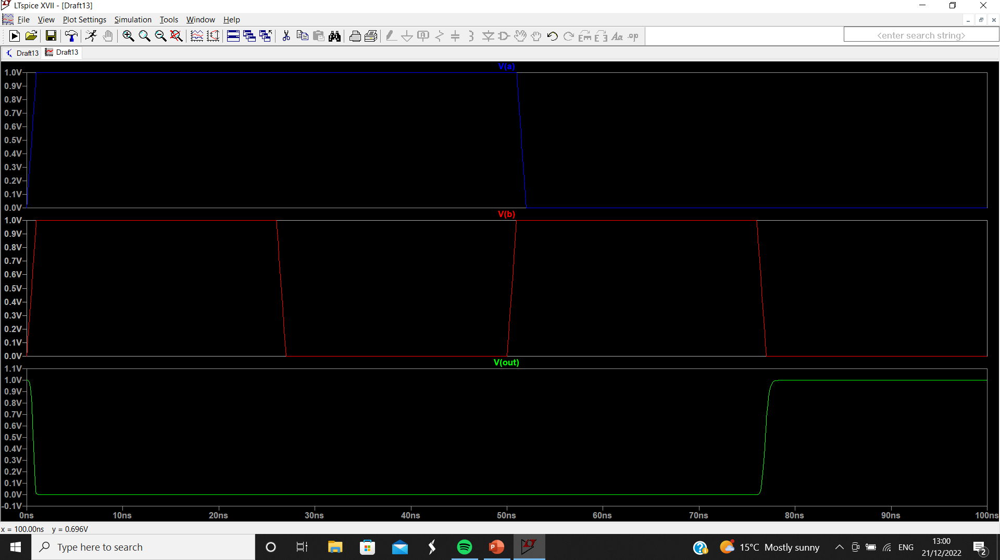 LTspice XVII - [Draft13]
File View Plot Settings Simulation Tools Window Help
<enter search string>
Draft13 Draft13
V(a)
1.0V
0.9V
0.8V
0.7V
0.6V
0.5V
0.4V
0.3V
0.2V
0.1V
0.0V
V(b)
1.0V
0.9V
0.8V
0.7V
0.6V
0.5V
0.4V
0.3V
0.2V
0.1V
0.0V
V(out)
1.1V
1.0V
0.9V
0.8V
0.7V
0.6V
0.5V
0.4V
0.3V
0.2V
0.1V
0.0V
-0.1V
0ns 10ns 20ns 30ns 40ns 50ns 60ns 70ns 80ns 90ns 100ns
x = 100.00ns y = 0.696V
Type here to search
15°C Mostly sunny
ENG
13:00
21/12/2022
2